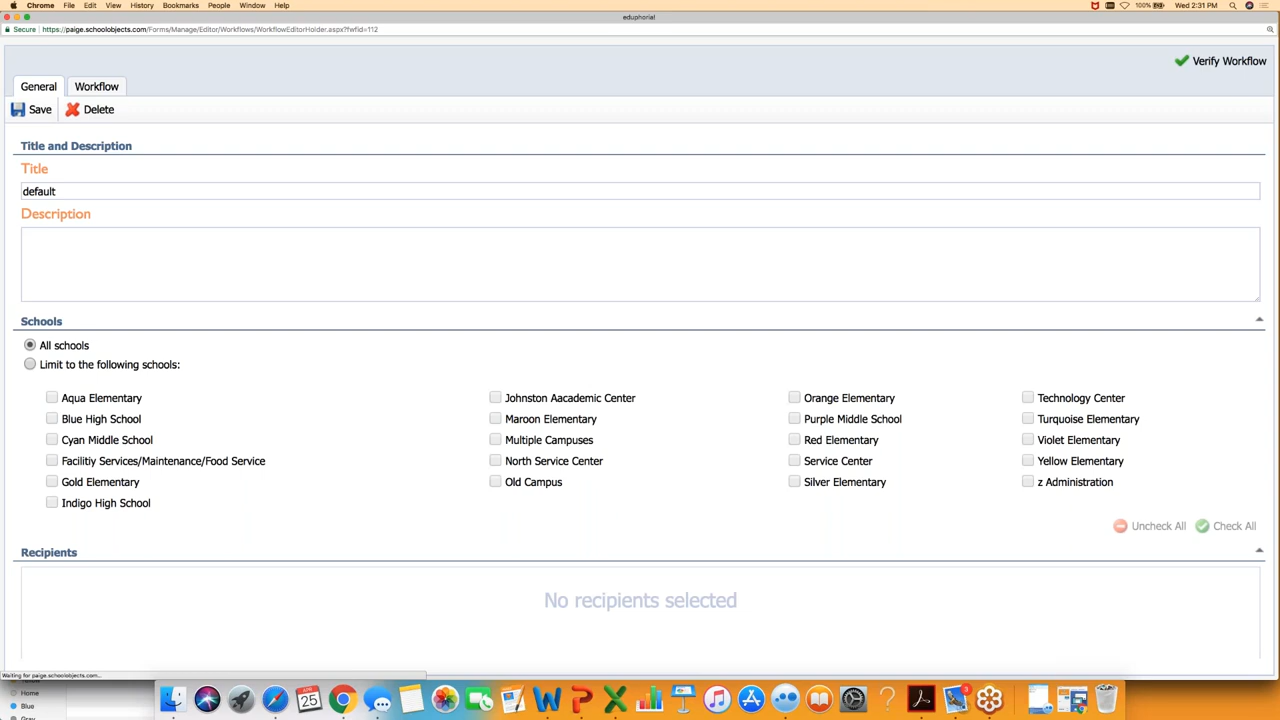 Chrome File Edit View History Bookmarks People Window Help 100% Wed 2:31 PM
eduphoria!
Secure https://paige.schoolobjects.com/Forms/Manage/Editor/Workflows/WorkflowEditorHolder.aspx?fwfid=112
Verify Workflow
General Workflow
Save Delete
Title and Description
Title
default
Description
Schools
All schools
Limit to the following schools:
Aqua Elementary Johnston Aacademic Center Orange Elementary Technology Center
Blue High School Maroon Elementary Purple Middle School Turquoise Elementary
Cyan Middle School Multiple Campuses Red Elementary Violet Elementary
Facilitiy Services/Maintenance/Food Service North Service Center Service Center Yellow Elementary
Gold Elementary Old Campus Silver Elementary z Administration
Indigo High School
Uncheck All Check All
Recipients
No recipients selected
Waiting for paige.schoolobjects.com...
Home
Blue
Gray
APR
25